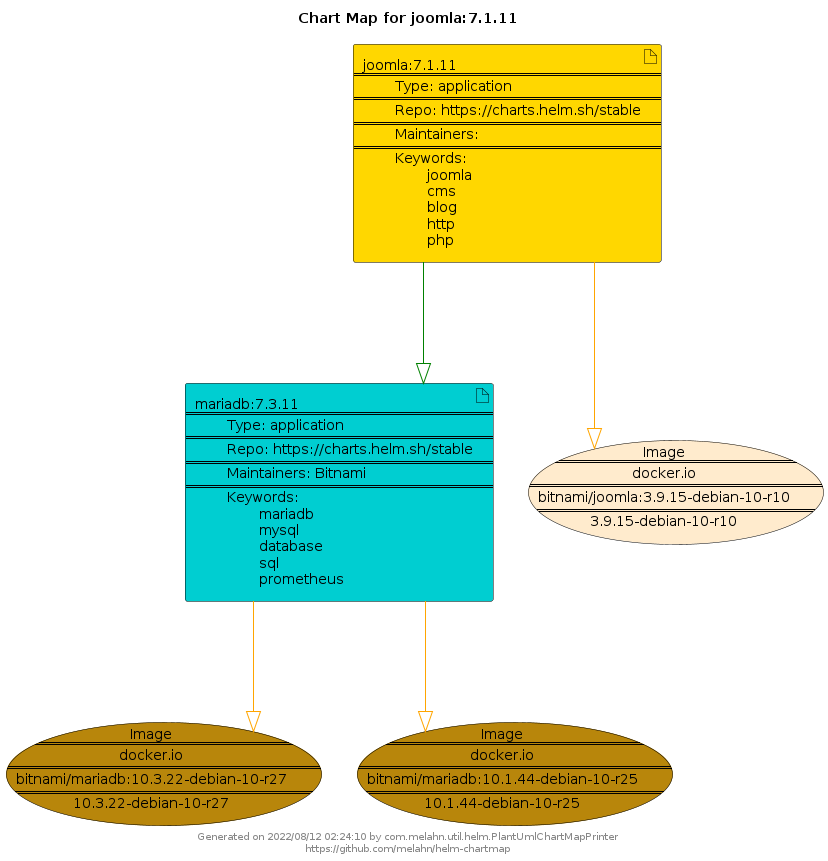 Chart Map for joomla:7.1.11
joomla:7.1.11
Type: application
Repo: https://charts.helm.sh/stable
Maintainers:
Keywords:
joomla
cms
blog
http
php
mariadb:7.3.11
Type: application
Repo: https://charts.helm.sh/stable
Maintainers: Bitnami
Keywords:
mariadb
mysql
database
sql
prometheus
Image
docker.io
bitnami/joomla:3.9.15-debian-10-r10
3.9.15-debian-10-r10
Image
docker.io
bitnami/mariadb:10.3.22-debian-10-r27
10.3.22-debian-10-r27
Image
docker.io
bitnami/mariadb:10.1.44-debian-10-r25
10.1.44-debian-10-r25
Generated on 2022/08/12 02:24:10 by com.melahn.util.helm.PlantUmlChartMapPrinter
https://github.com/melahn/helm-chartmap